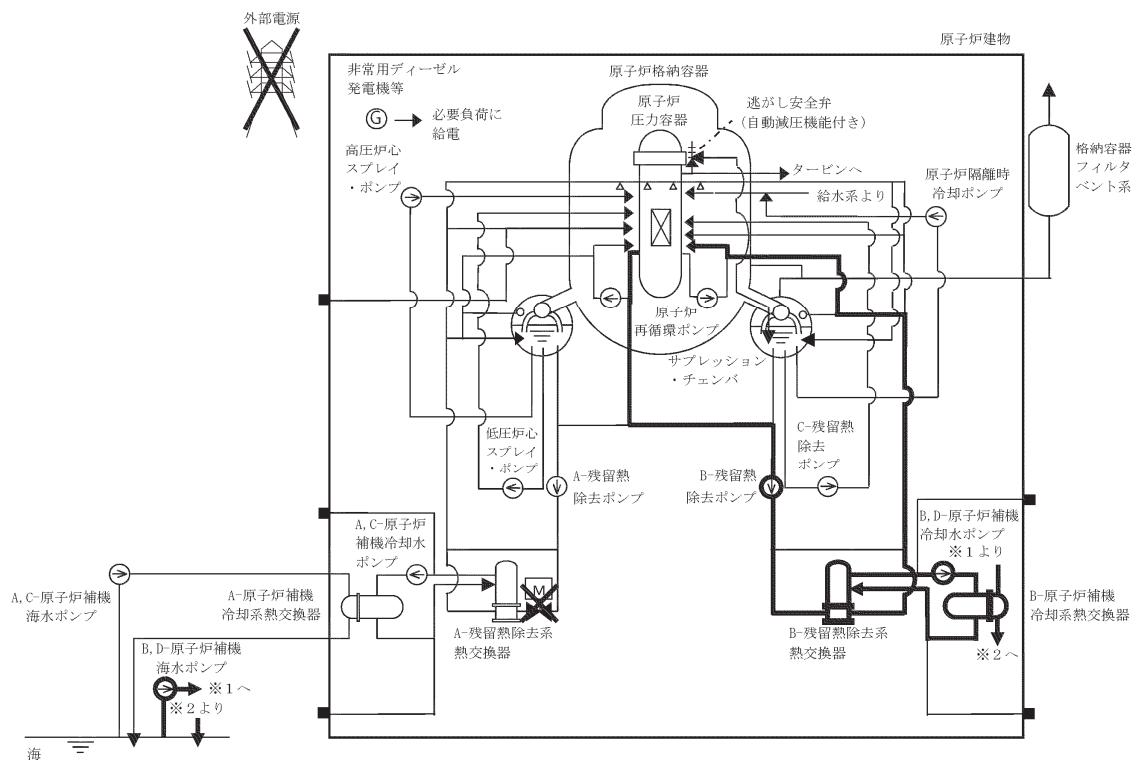 外部電源
原子炉建物
非常用ディーゼル
発電機等
G
必要負荷に
給電
原子炉格納容器
原子炉
圧力容器
逃がし安全弁
(自動減圧機能付き)
高圧炉心
スプレイ
・ポンプ
タービンへ
給水系より
原子炉隔離時
冷却ポンプ
格納容器
フィルタ
ベント系
原子炉
再循環ポンプ
サプレッション
・チェンバ
低圧炉心
スプレイ
・ポンプ
A-残留熱
除去ポンプ
B-残留熱
除去ポンプ
C-残留熱
除去
ポンプ
A,C-原子炉
補機冷却水
ポンプ
B,D-原子炉補機
冷却水ポンプ
※1より
A,C-原子炉補機
海水ポンプ
A-原子炉補機
冷却系熱交換器
M
A-残留熱除去系
熱交換器
B-残留熱除去系
熱交換器
B-原子炉補機
冷却系熱交換器
※2へ
B,D-原子炉補機
海水ポンプ
※1へ
※2より
海